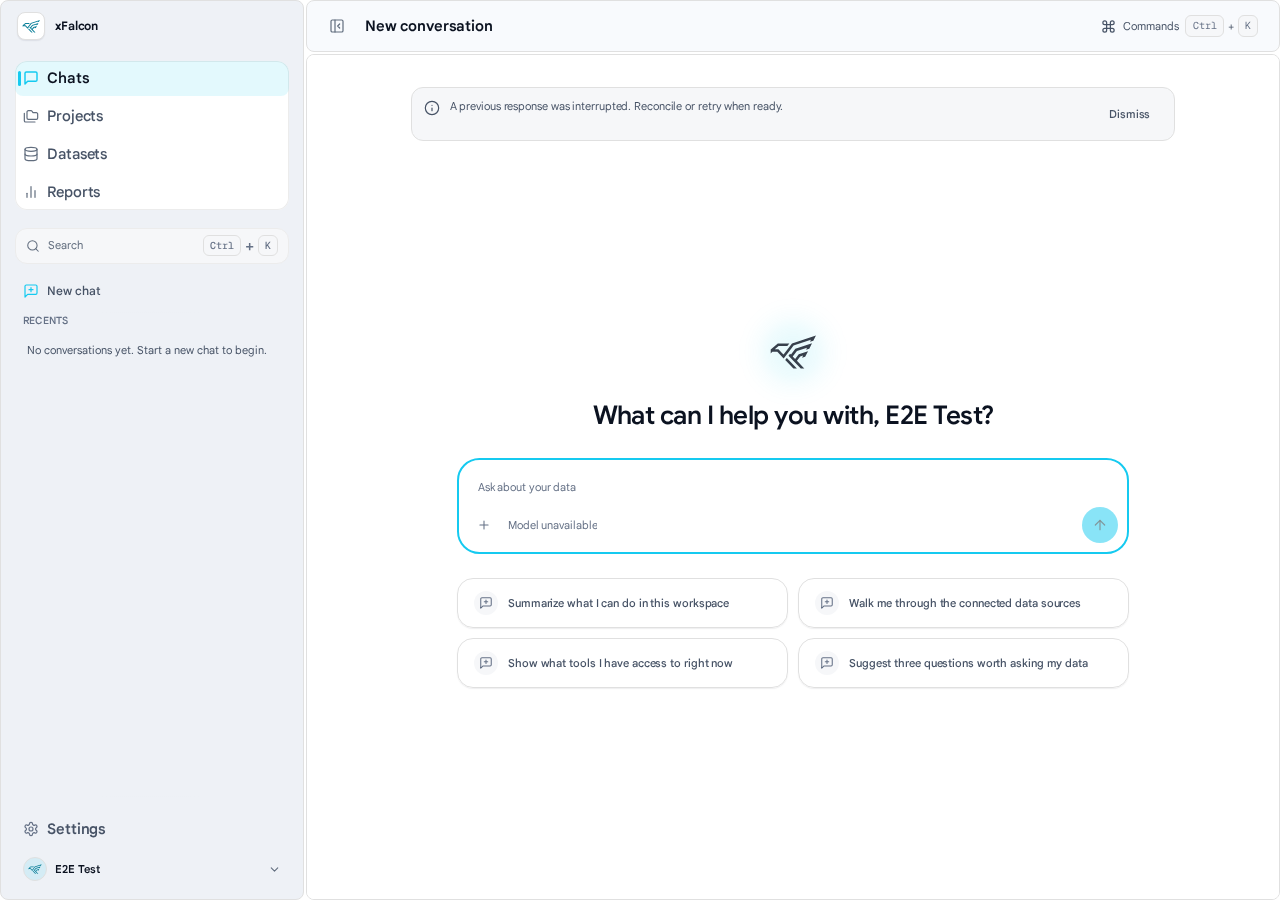 xFalcon
Chats
Projects
Datasets
Reports
Search Ctrl + K
New chat
RECENTS
No conversations yet. Start a new chat to begin.
Settings
E2E Test
New conversation
Commands Ctrl + K
A previous response was interrupted. Reconcile or retry when ready.
Dismiss
What can I help you with, E2E Test?
Ask about your data
Model unavailable
Summarize what I can do in this workspace
Walk me through the connected data sources
Show what tools I have access to right now
Suggest three questions worth asking my data